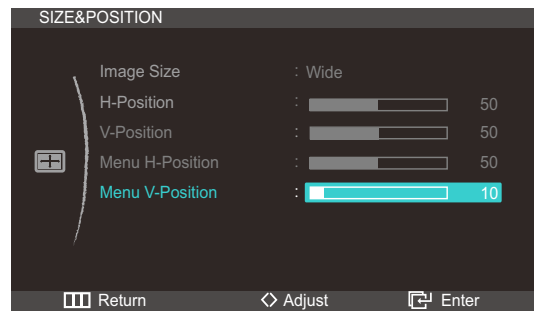 SIZE&POSITION
Image Size : Wide
H-Position : 50
V-Position : 50
Menu H-Position : 50
Menu V-Position : 10
Return Adjust Enter